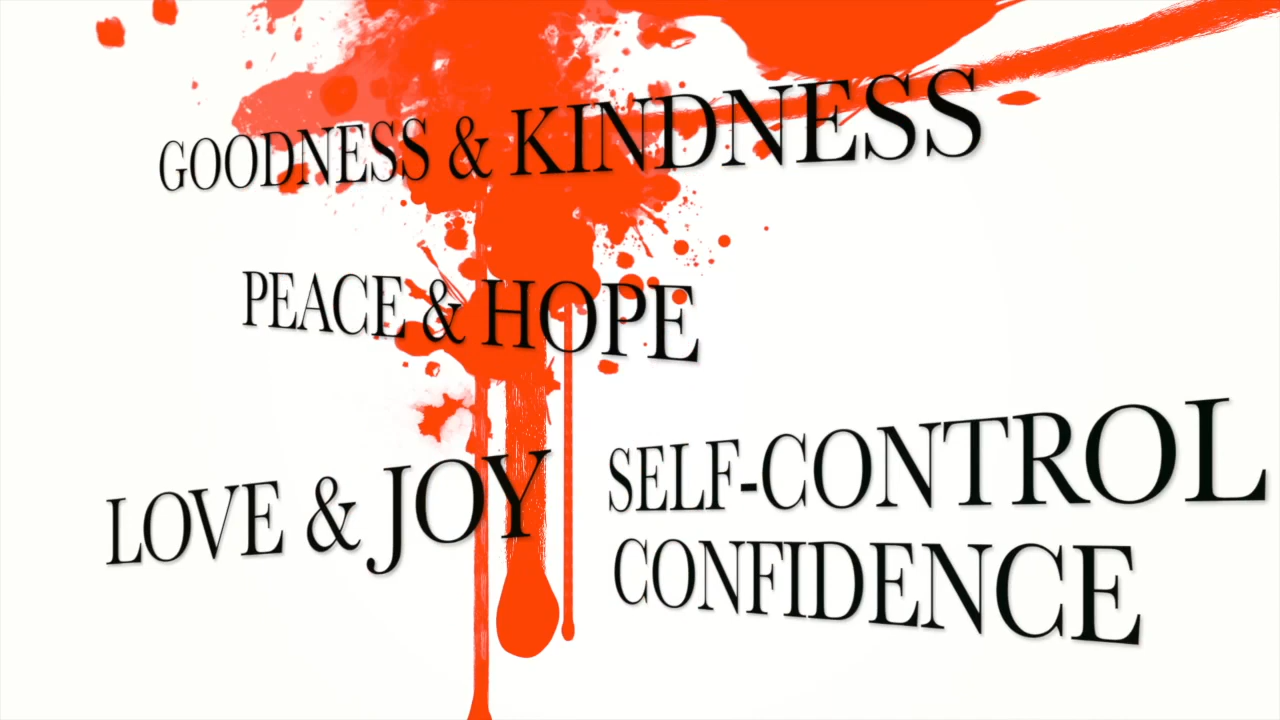 GOODNESS & KINDNESS
PEACE & HOPE
LOVE & JOY
SELF-CONTROL
CONFIDENCE